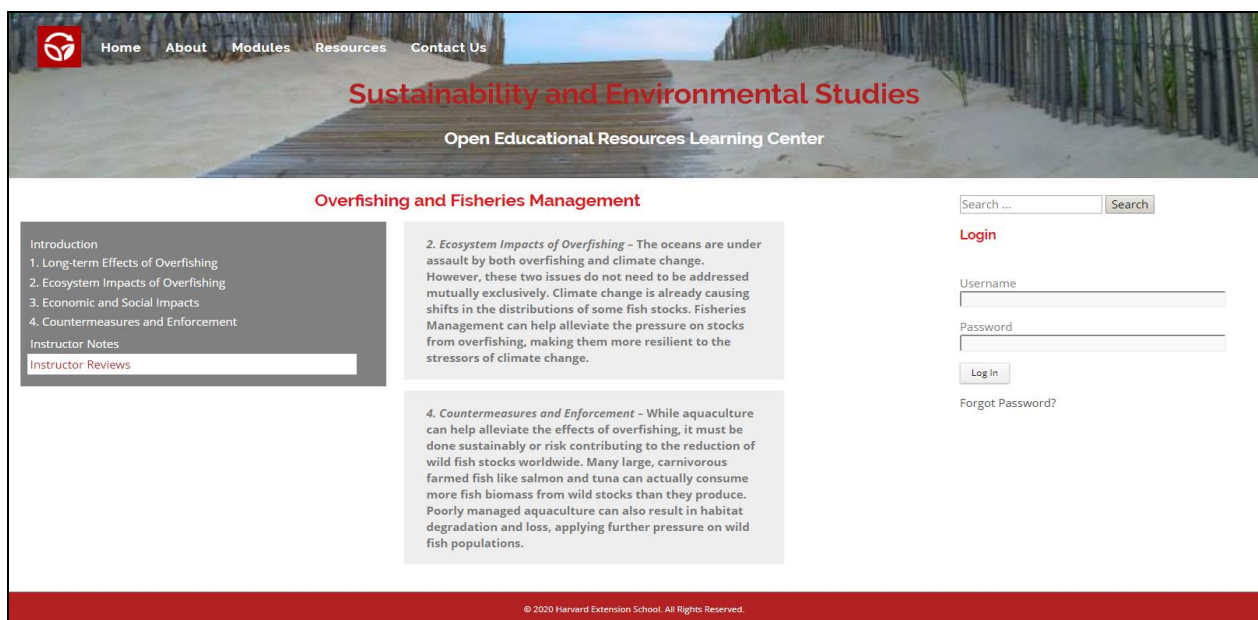 Home About Modules Resources Contact Us
Sustainability and Environmental Studies
Open Educational Resources Learning Center
Overfishing and Fisheries Management
Introduction
1. Long-term Effects of Overfishing
2. Ecosystem Impacts of Overfishing
3. Economic and Social Impacts
4. Countermeasures and Enforcement
Instructor Notes
Instructor Reviews
2. Ecosystem Impacts of Overfishing – The oceans are under
assault by both overfishing and climate change.
However, these two issues do not need to be addressed
mutually exclusively. Climate change is already causing
shifts in the distributions of some fish stocks. Fisheries
Management can help alleviate the pressure on stocks
from overfishing, making them more resilient to the
stressors of climate change.
4. Countermeasures and Enforcement – While aquaculture
can help alleviate the effects of overfishing, it must be
done sustainably or risk contributing to the reduction of
wild fish stocks worldwide. Many large, carnivorous
farmed fish like salmon and tuna can actually consume
more fish biomass from wild stocks than they produce.
Poorly managed aquaculture can also result in habitat
degradation and loss, applying further pressure on wild
fish populations.
Search ... Search
Login
Username
Password
Log In
Forgot Password?
© 2020 Harvard Extension School. All Rights Reserved.